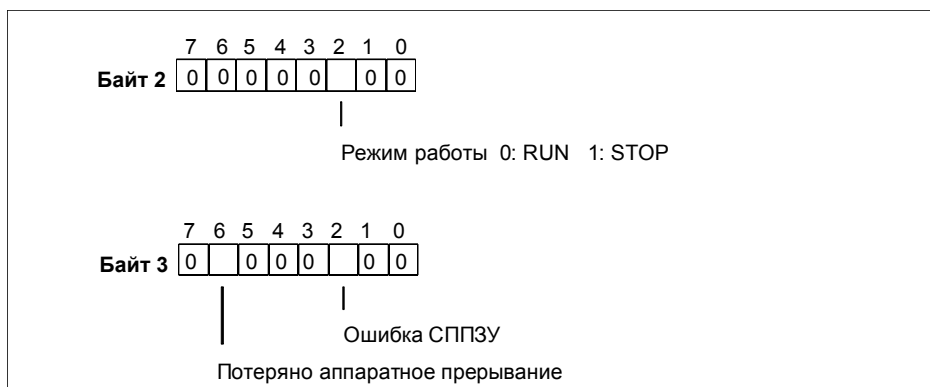 7 6 5 4 3 2 1 0
Байт 2 0 0 0 0 0 0 0
Режим работы 0: RUN 1: STOP
7 6 5 4 3 2 1 0
Байт 3 0 0 0 0 0 0
Ошибка СППЗУ
Потеряно аппаратное прерывание